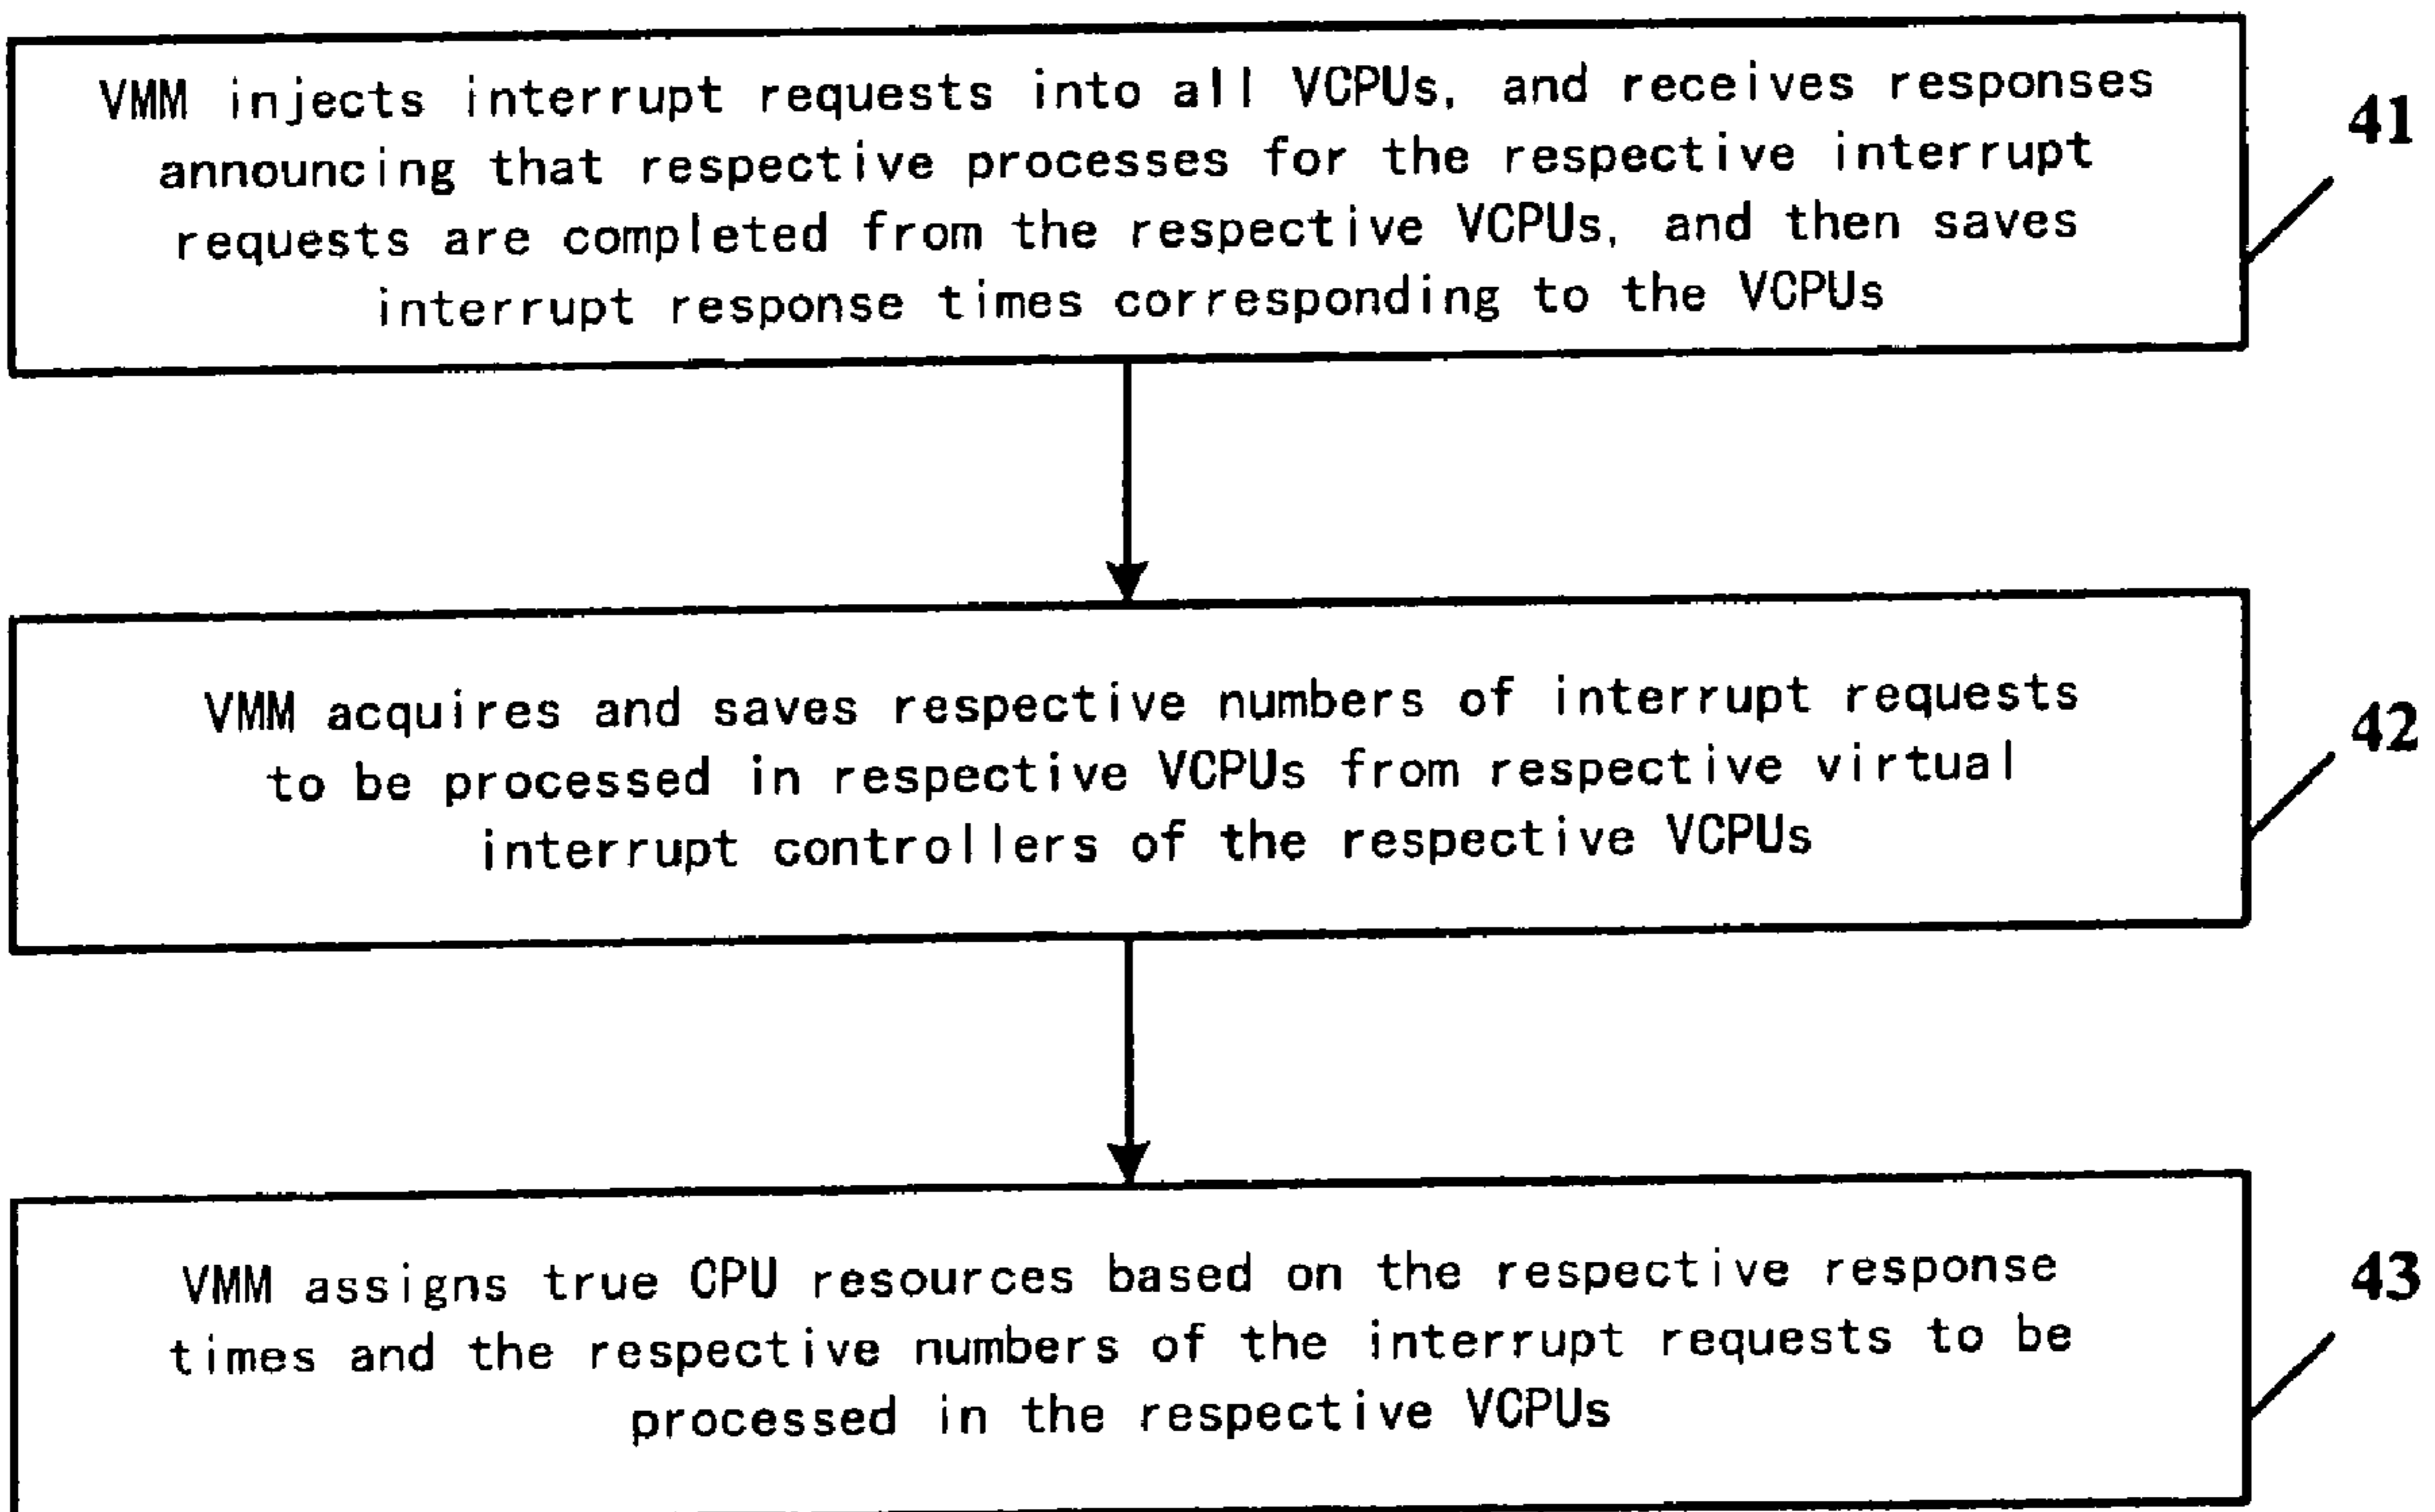 VMM injects interrupt requests into all VCPUs, and receives responses
announcing that respective processes for the respective interrupt
requests are completed from the respective VCPUs, and then saves
interrupt response times corresponding to the VCPUs
41
VMM acquires and saves respective numbers of interrupt requests
to be processed in respective VCPUs from respective virtual
interrupt controllers of the respective VCPUs
42
VMM assigns true CPU resources based on the respective response
times and the respective numbers of the interrupt requests to be
processed in the respective VCPUs
43